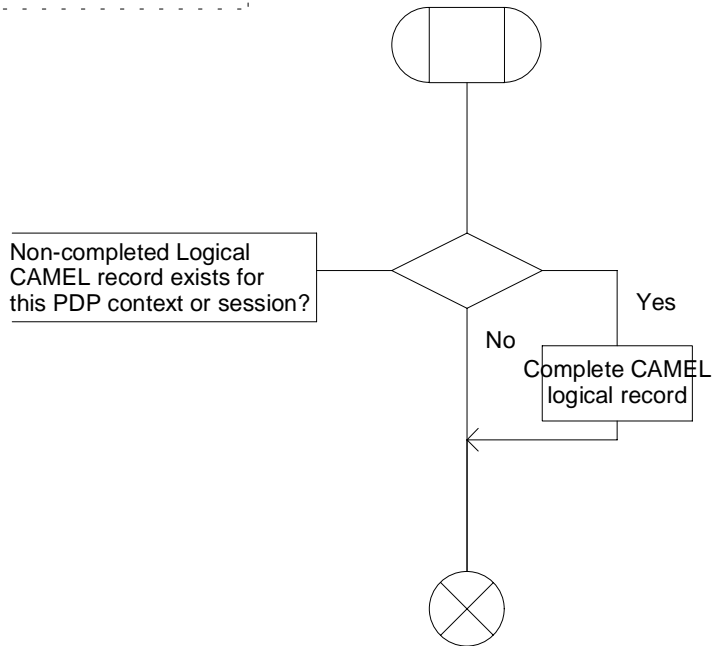 Non-completed Logical
CAMEL record exists for
this PDP context or session?
Yes
No
Complete CAMEL
logical record